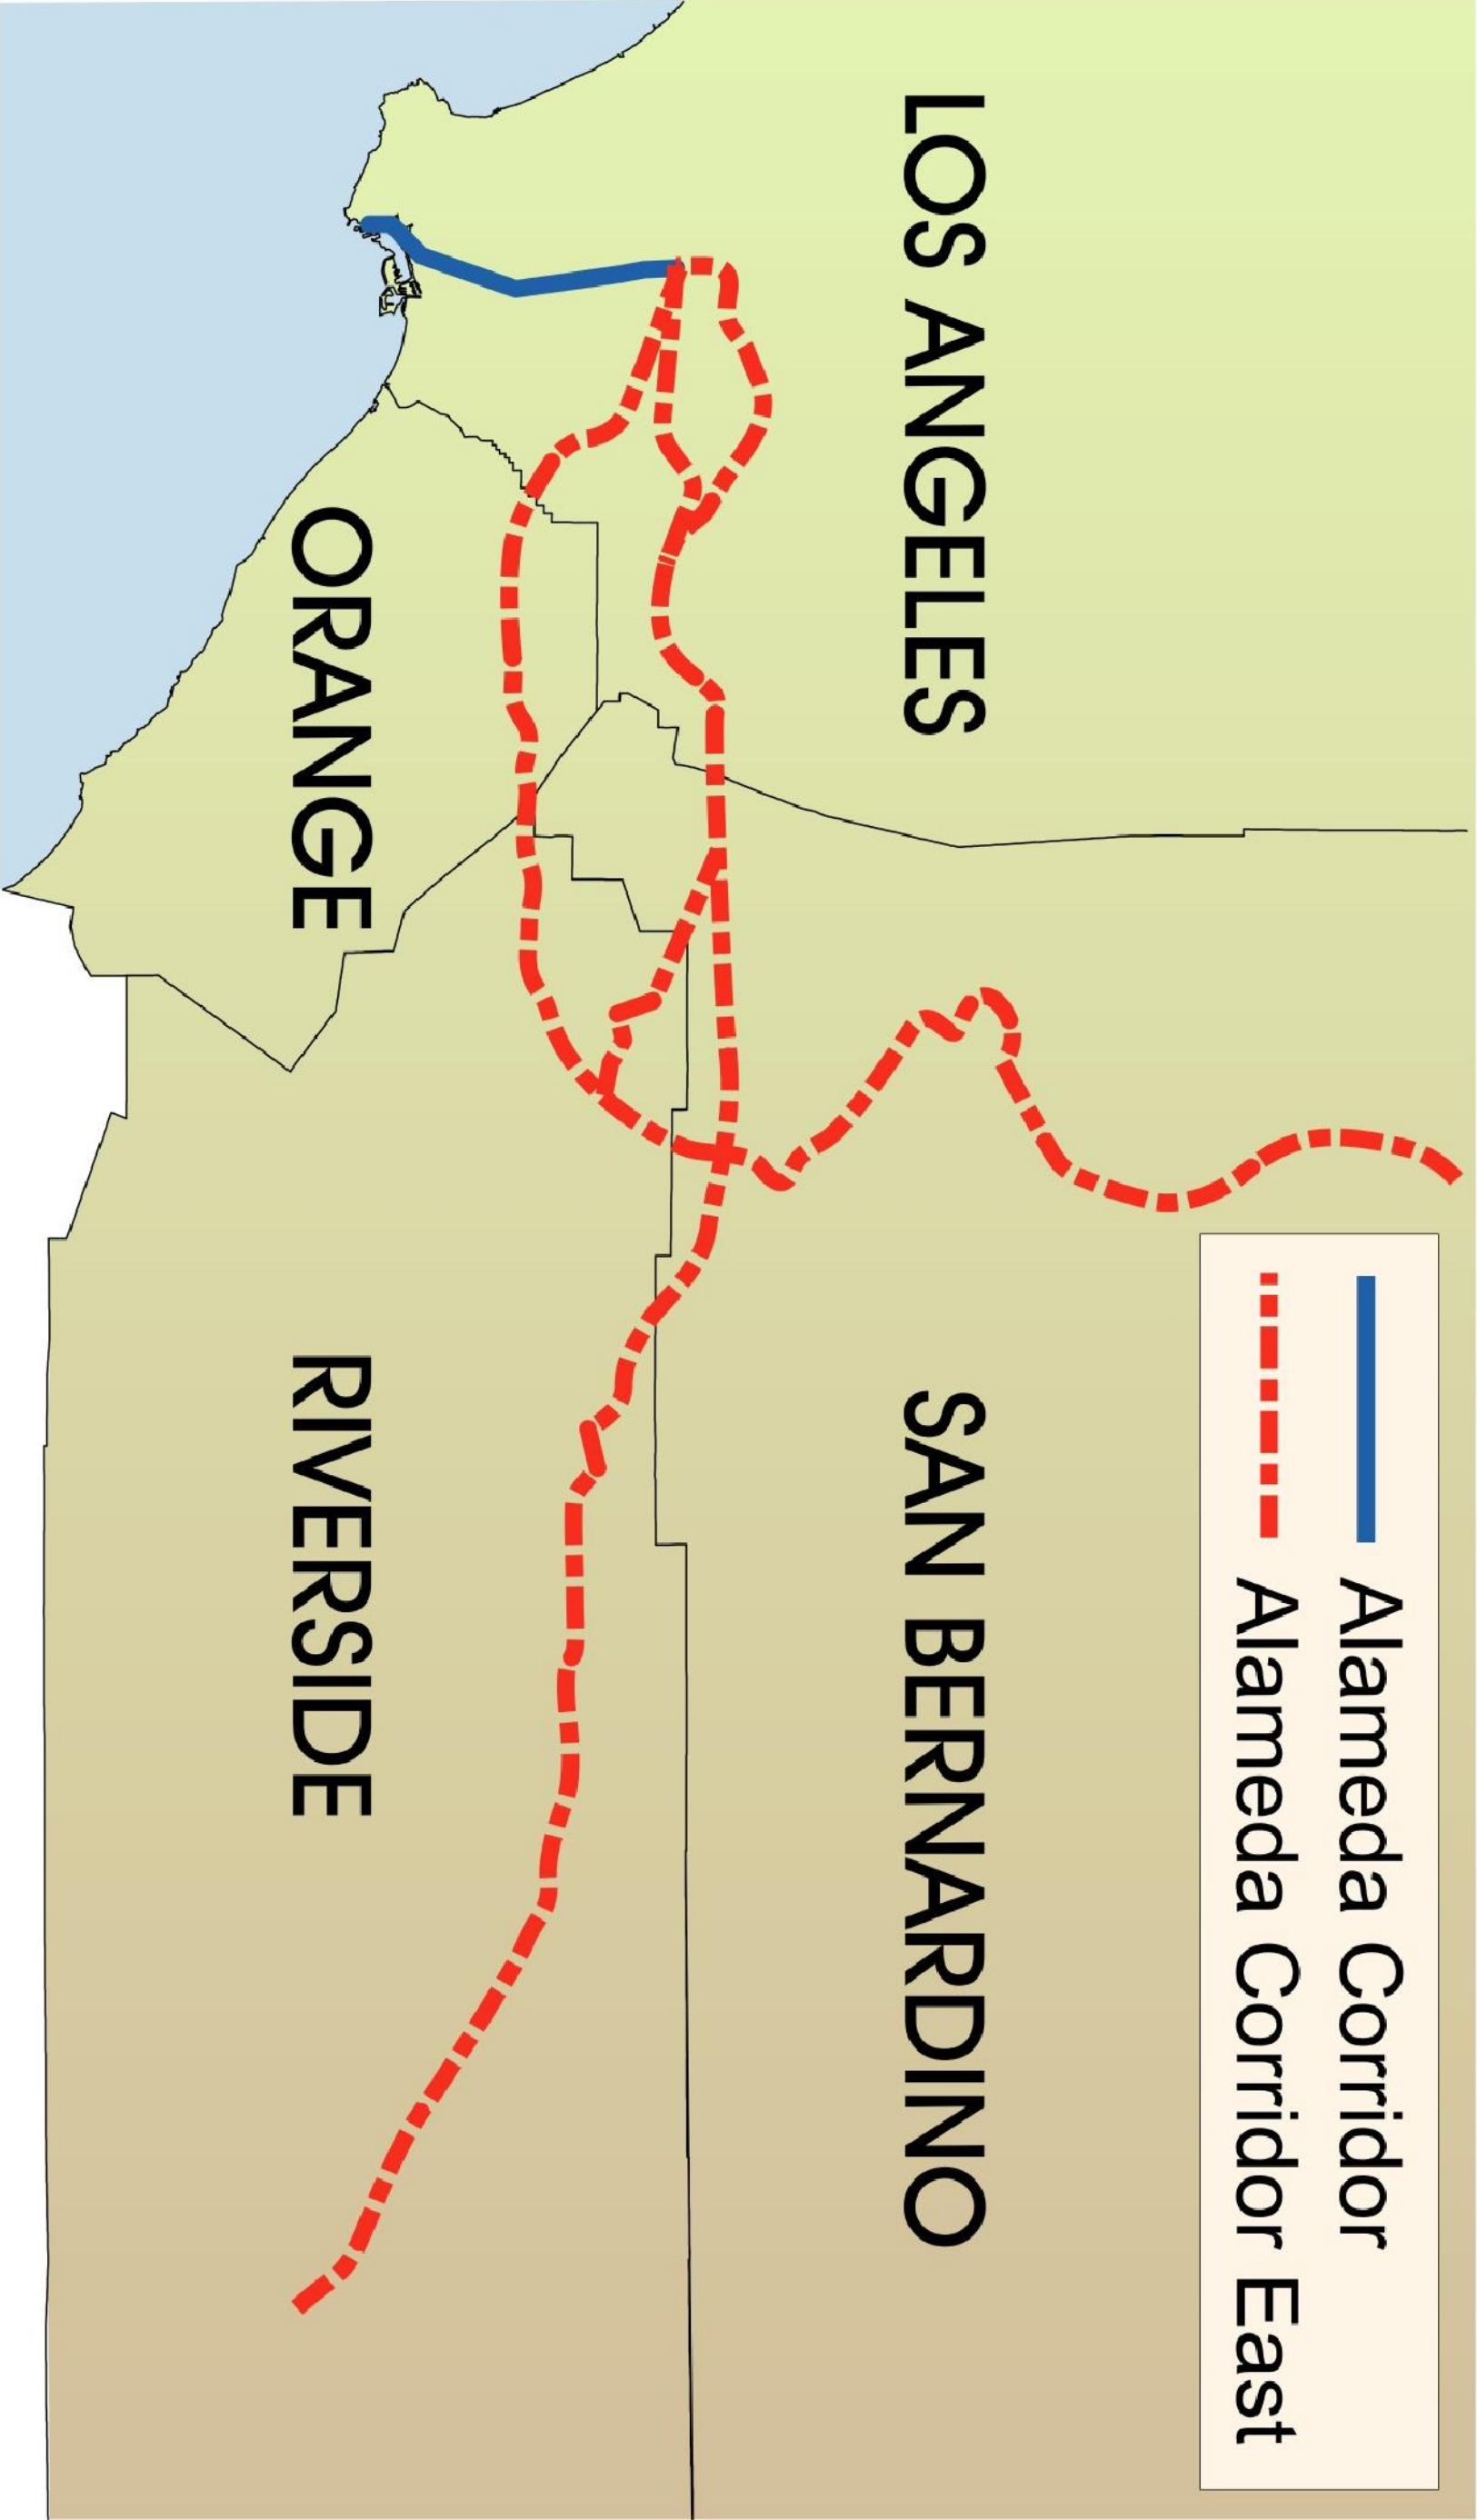 Alameda Corridor
Alameda Corridor East
LOS ANGELES
SAN BERNARDINO
ORANGE
RIVERSIDE